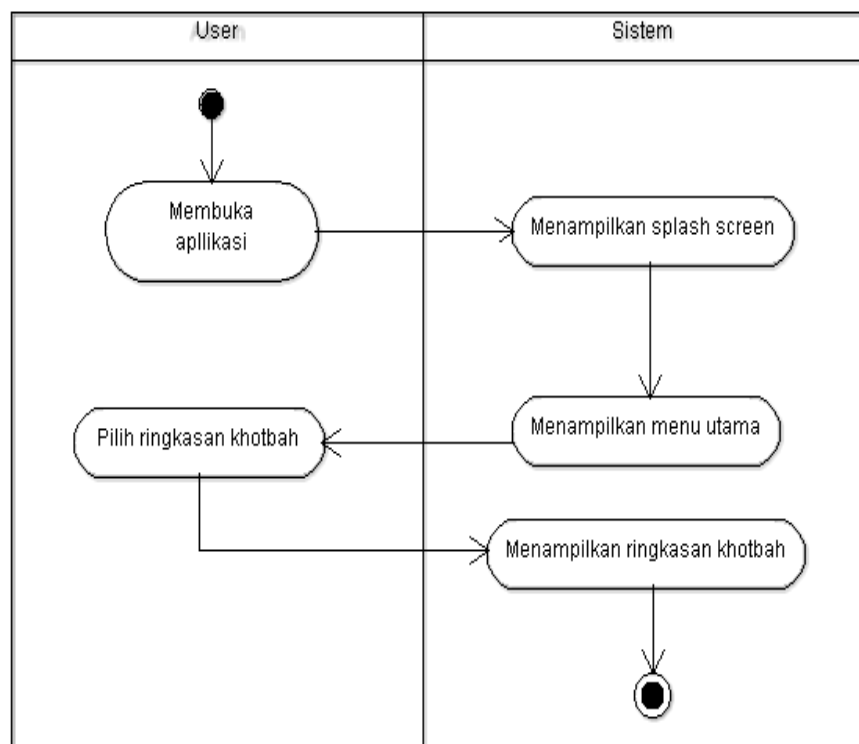 User
Sistem
Membuka
apllikasi
Menampilkan splash screen
Menampilkan menu utama
Pilih ringkasan khotbah
Menampilkan ringkasan khotbah